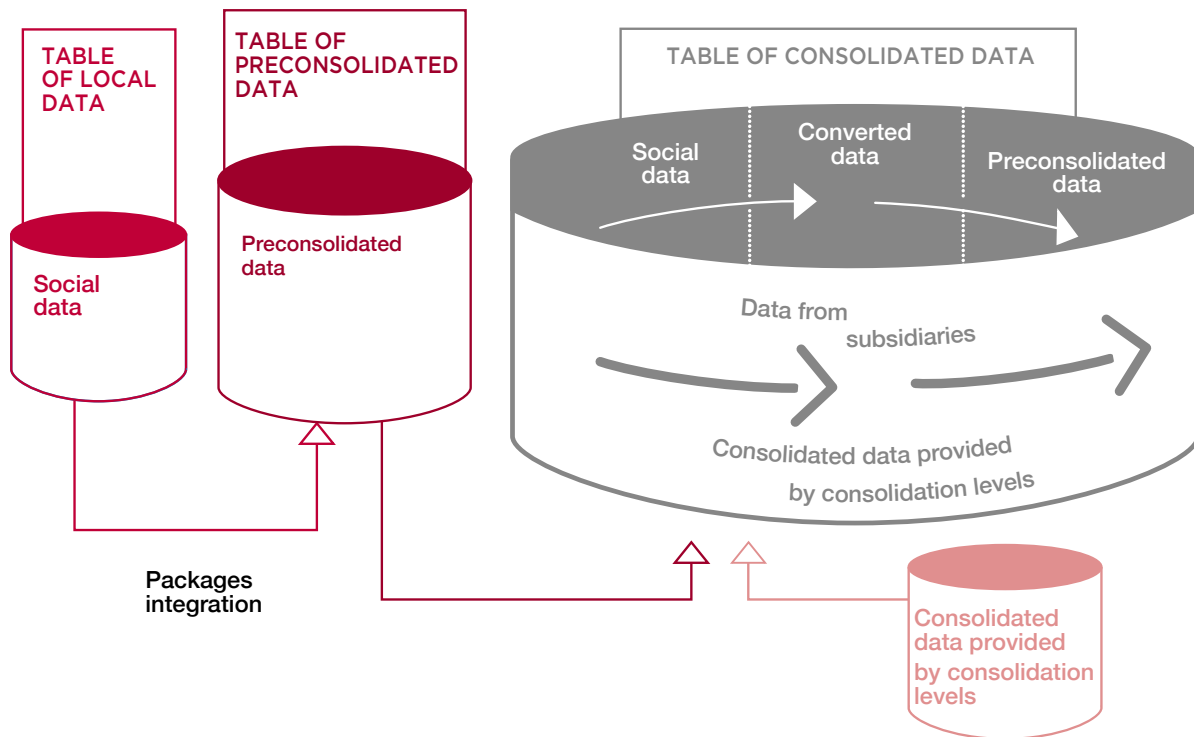 TABLE
OF LOCAL
DATA
Social
data
TABLE OF
PRECONSOLIDATED
DATA
Preconsolidated
data
TABLE OF CONSOLIDATED DATA
Social
data
Converted
data
Preconsolidated
data
Data from
subsidiaries
Consolidated data provided
by consolidation levels
Packages
integration
Consolidated
data provided
by consolidation
levels